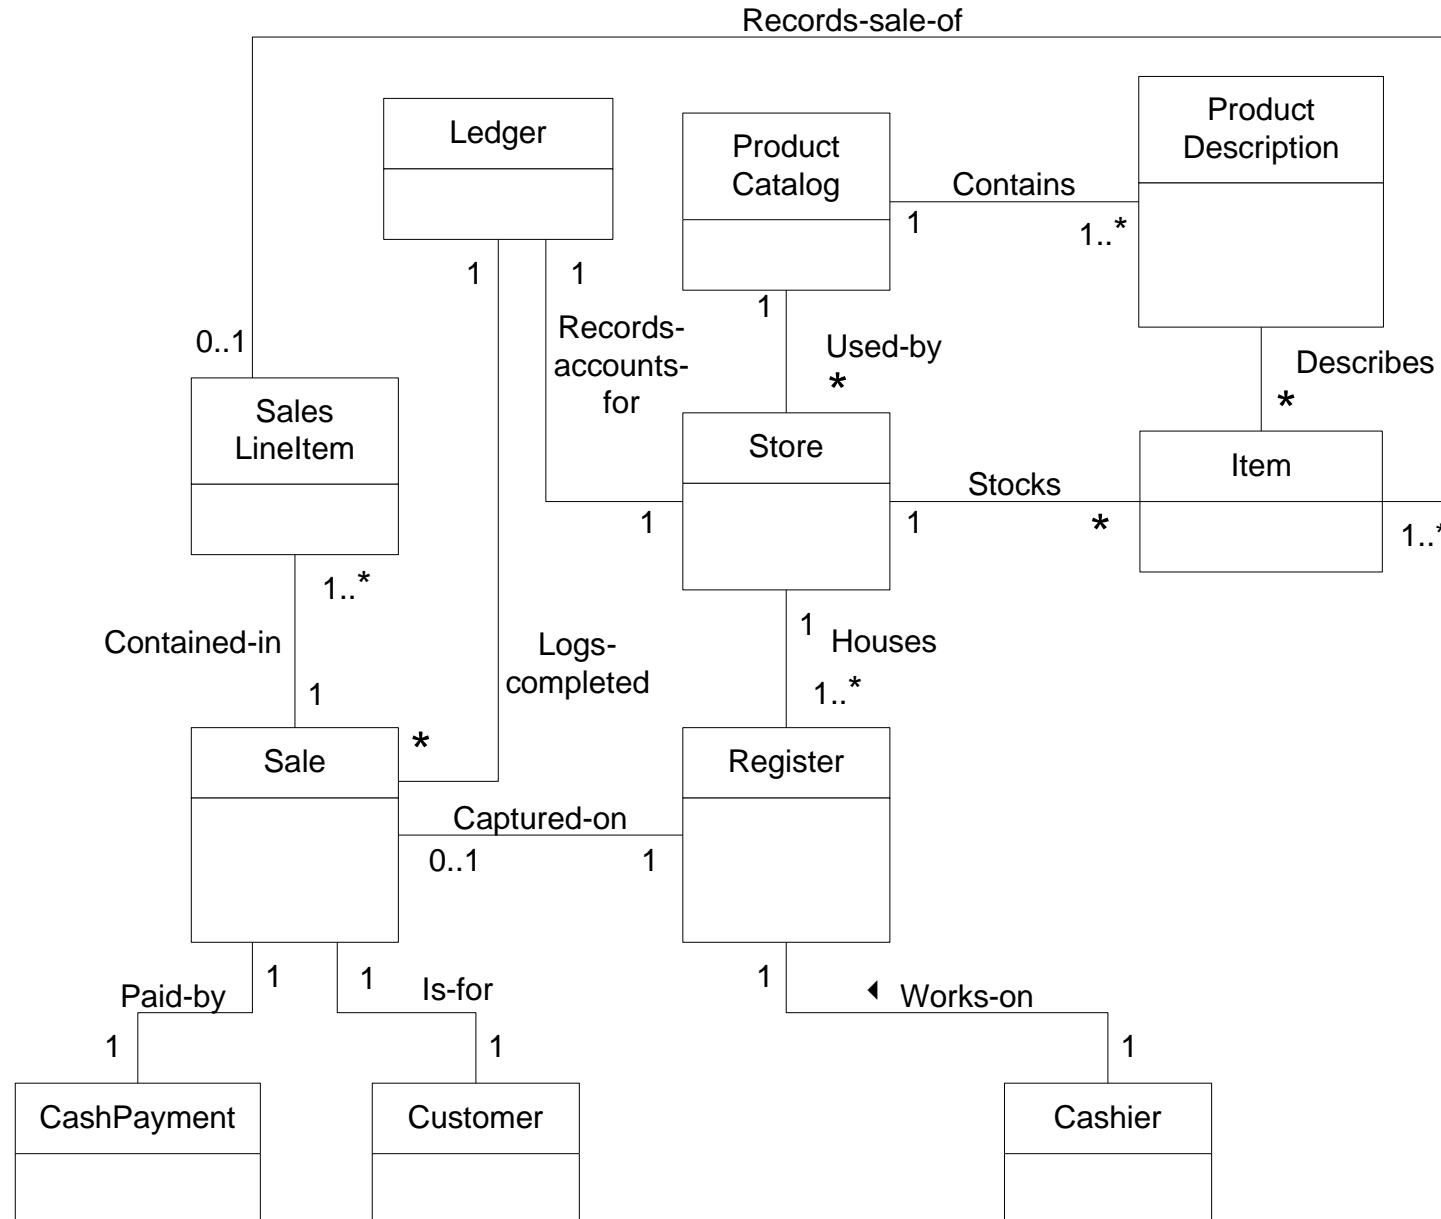 Records-sale-of
Ledger
Product
Catalog
Product
Description
Contains
1
1..*
1
1
1
Records-
accounts-
for
Used-by
*
0..1
Describes
*
Sales
LineItem
Store
Item
Stocks
1
1
*
1..*
1..*
Contained-in
1
Logs-
completed
1
Houses
1..*
*
Sale
Register
Captured-on
0..1
1
Paid-by
1
1
Is-for
1
Works-on
1
1
1
CashPayment
Customer
Cashier